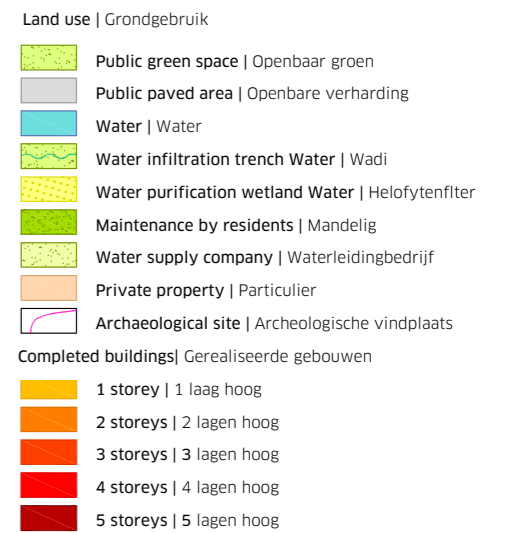 Land use | Grondgebruik
Public green space | Openbaar groen
Public paved area | Openbare verharding
Water | Water
Water infiltration trench Water | Wadi
Water purification wetland Water | Helofytenflter
Maintenance by residents | Mandelig
Water supply company | Waterleidingbedrijf
Private property | Particulier
Archaeological site | Archeologische vindplaats
Completed buildings| Gerealiseerde gebouwen
1 storey | 1 laag hoog
2 storeys | 2 lagen hoog
3 storeys | 3 lagen hoog
4 storeys | 4 lagen hoog
5 storeys | 5 lagen hoog